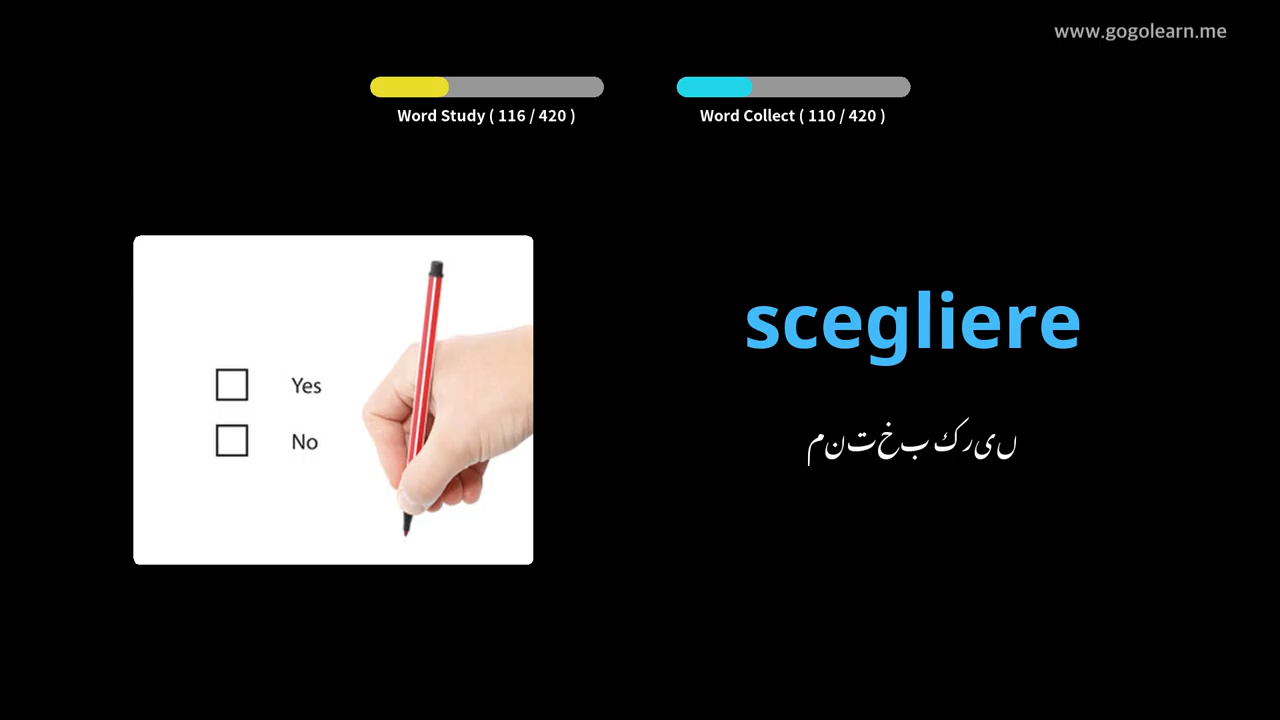 www.gogolearn.me
Word Study ( 116 / 420 )
Word Collect ( 110 / 420 )
Yes
No
scegliere
منتخب کریں